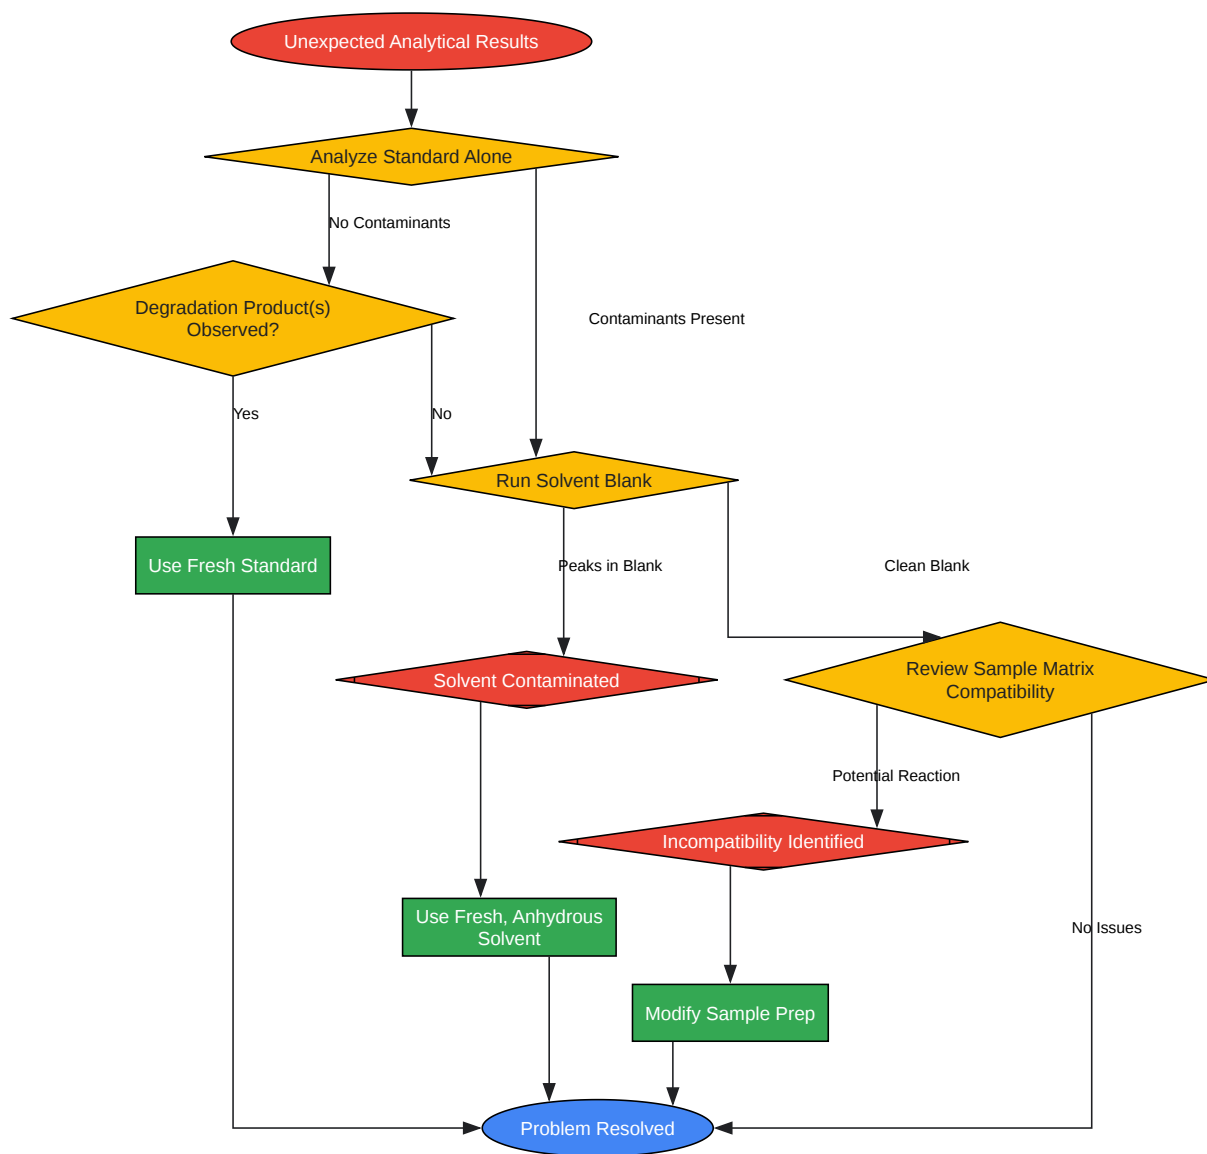 Unexpected Analytical Results
Analyze Standard Alone
No Contaminants
Degradation Product(s)
Observed?
Contaminants Present
Yes
No
Run Solvent Blank
Use Fresh Standard
Peaks in Blank
Clean Blank
Solvent Contaminated
Review Sample Matrix
Compatibility
Potential Reaction
Incompatibility Identified
Use Fresh, Anhydrous
Solvent
No Issues
Modify Sample Prep
Problem Resolved